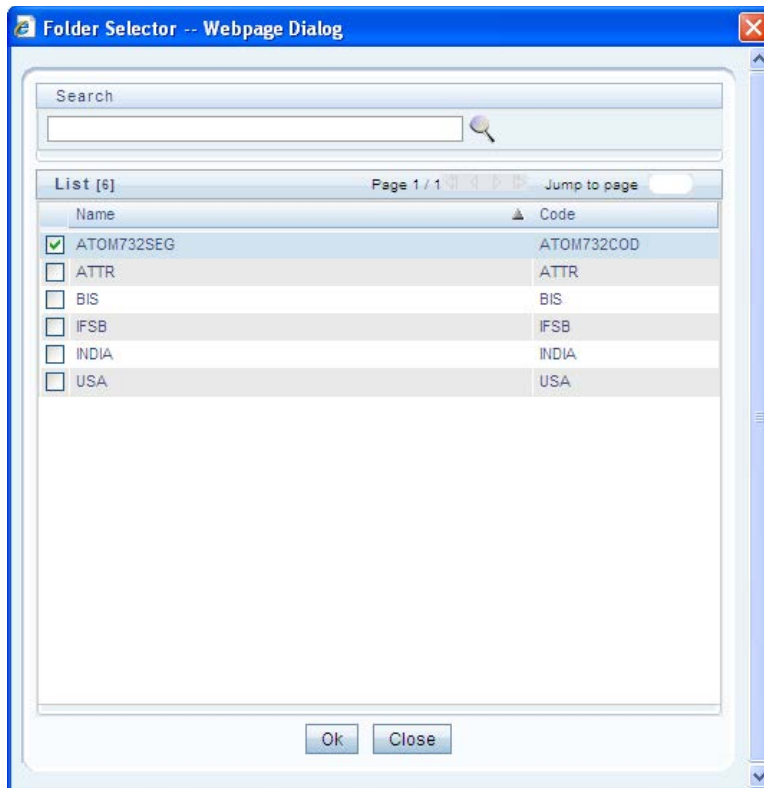 Folder Selector -- Webpage Dialog
Search
List [6] Page 1 / 1 Jump to page
Name Code
ATOM732SEG ATOM732COD
ATTR ATTR
BIS BIS
IFSB IFSB
INDIA INDIA
USA USA
Ok Close